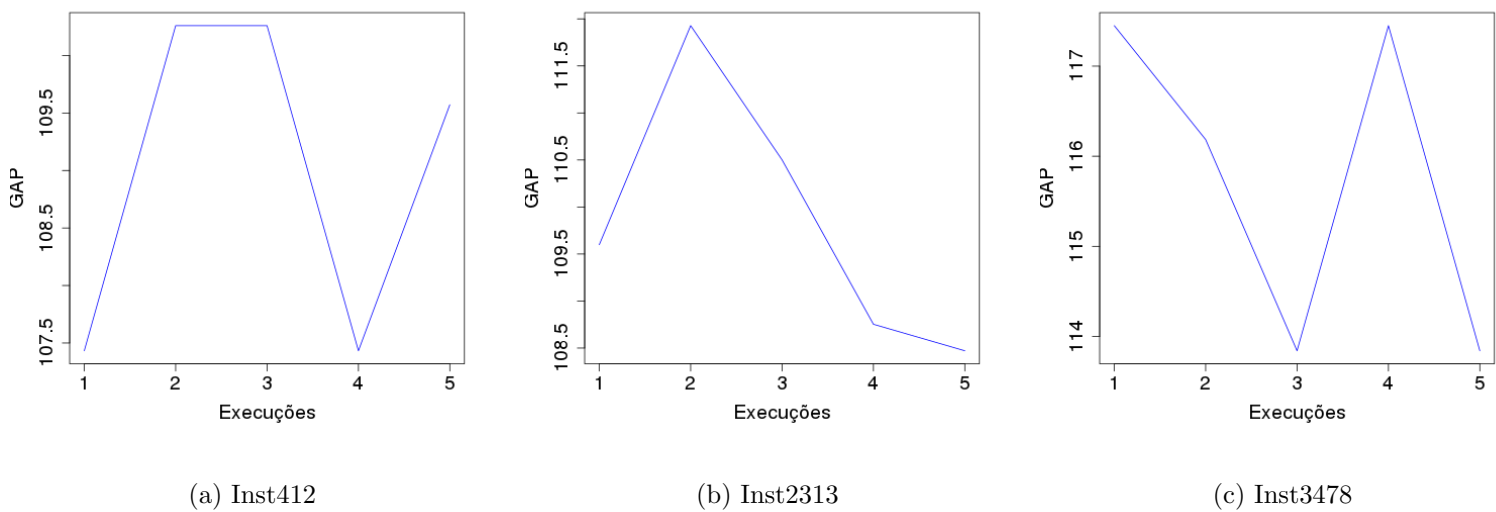 GAP
109.5
108.5
107.5
1 2 3 4 5
Execuções
(a) Inst412
GAP
111.5
110.5
109.5
108.5
1 2 3 4 5
Execuções
(b) Inst2313
GAP
117
116
115
114
1 2 3 4 5
Execuções
(c) Inst3478